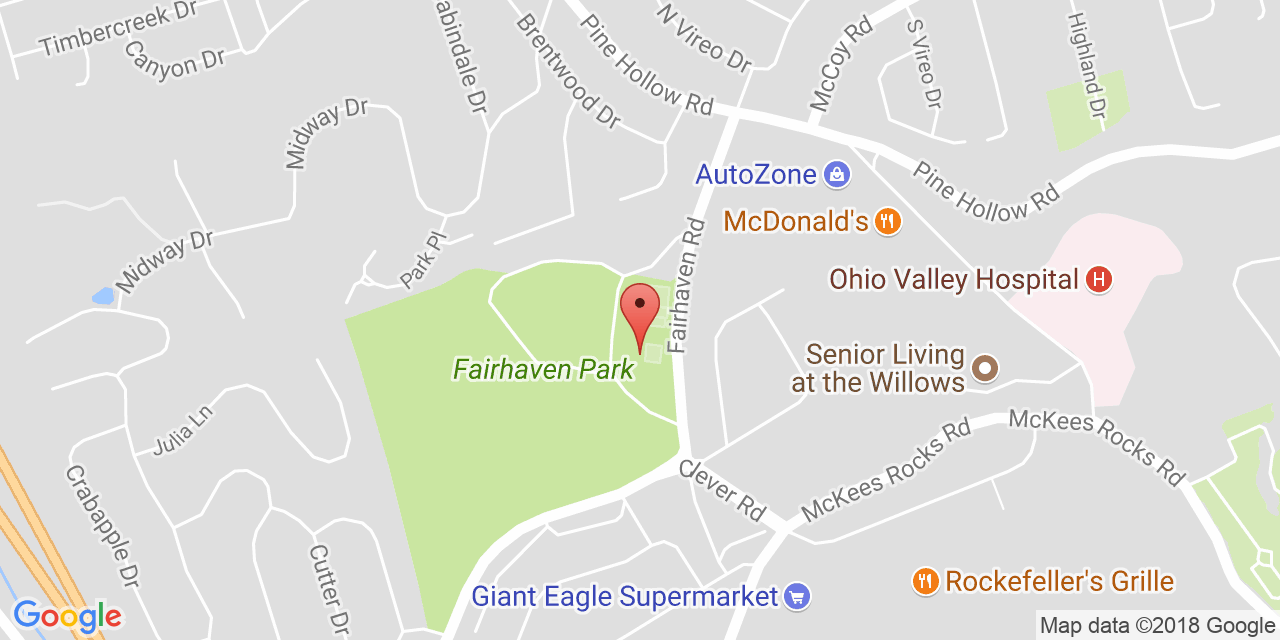 Timbercreek Dr
Canyon Dr
abindale Dr
Brentwood Dr
Pine Hollow Rd
N Vireo Dr
McCoy Rd
S Vireo Dr
Highland Dr
Midway Dr
AutoZone
Pine Hollow Rd
McDonald's
Midway Dr
Park Pl
Fairhaven Rd
Ohio Valley Hospital
H
Fairhaven Park
Senior Living
at the Willows
Julia Ln
McKees Rocks Rd
McKees Rocks Rd
Clever Rd
Crabapple Dr
Cutter Dr
Giant Eagle Supermarket
Rockefeller's Grille
Google
Map data ©2018 Google